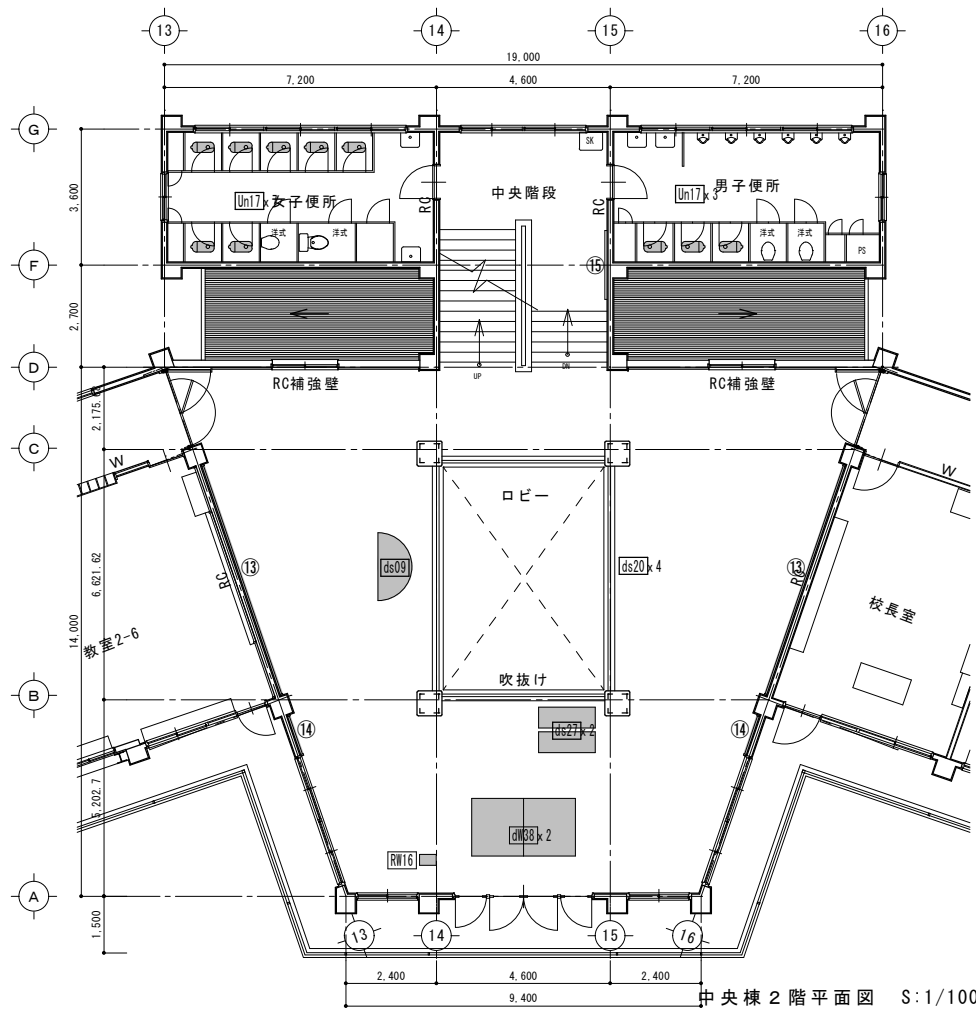 13 14 15 16
19,000
7,200 4,600 7,200
G
SK
Un17 x 女子便所
RC
中央階段
RC
Un17 x 3
男子便所
3,600
洋式 洋式
洋式 洋式
PS
F
⑮
2,700
UP DN
D
RC補強壁 RC補強壁
2,175.
C
W W
ロビー
ds09
ds20 x 4
⑬ ⑬
RC RC
6,621.62
14,000
教室2-6
校長室
吹抜け
B
ds27 x 2
⑭ ⑭
5,202.7
dW38 x 2
RW16
A
1,500
13 14 15 16
2,400 4,600 2,400
9,400
中央棟2階平面図 S:1/100